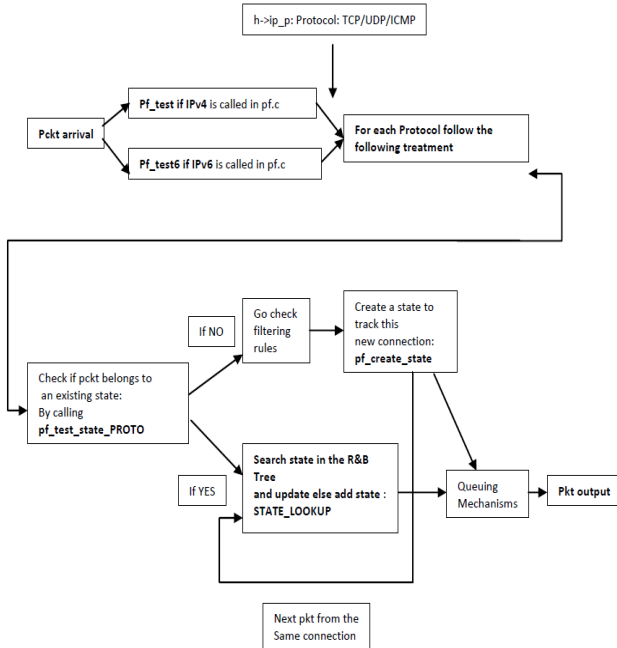 h->ip_p: Protocol: TCP/UDP/ICMP
Pf_test if IPv4 is called in pf.c
Pckt arrival
For each Protocol follow the
following treatment
Pf_test6 if IPv6 is called in pf.c
If NO
Go check
filtering
rules
Create a state to
track this
new connection:
pf_create_state
Check if pckt belongs to
an existing state:
By calling
pf_test_state_PROTO
If YES
Search state in the R&B
Tree
and update else add state :
STATE_LOOKUP
Queuing
Mechanisms
Pkt output
Next pkt from the
Same connection